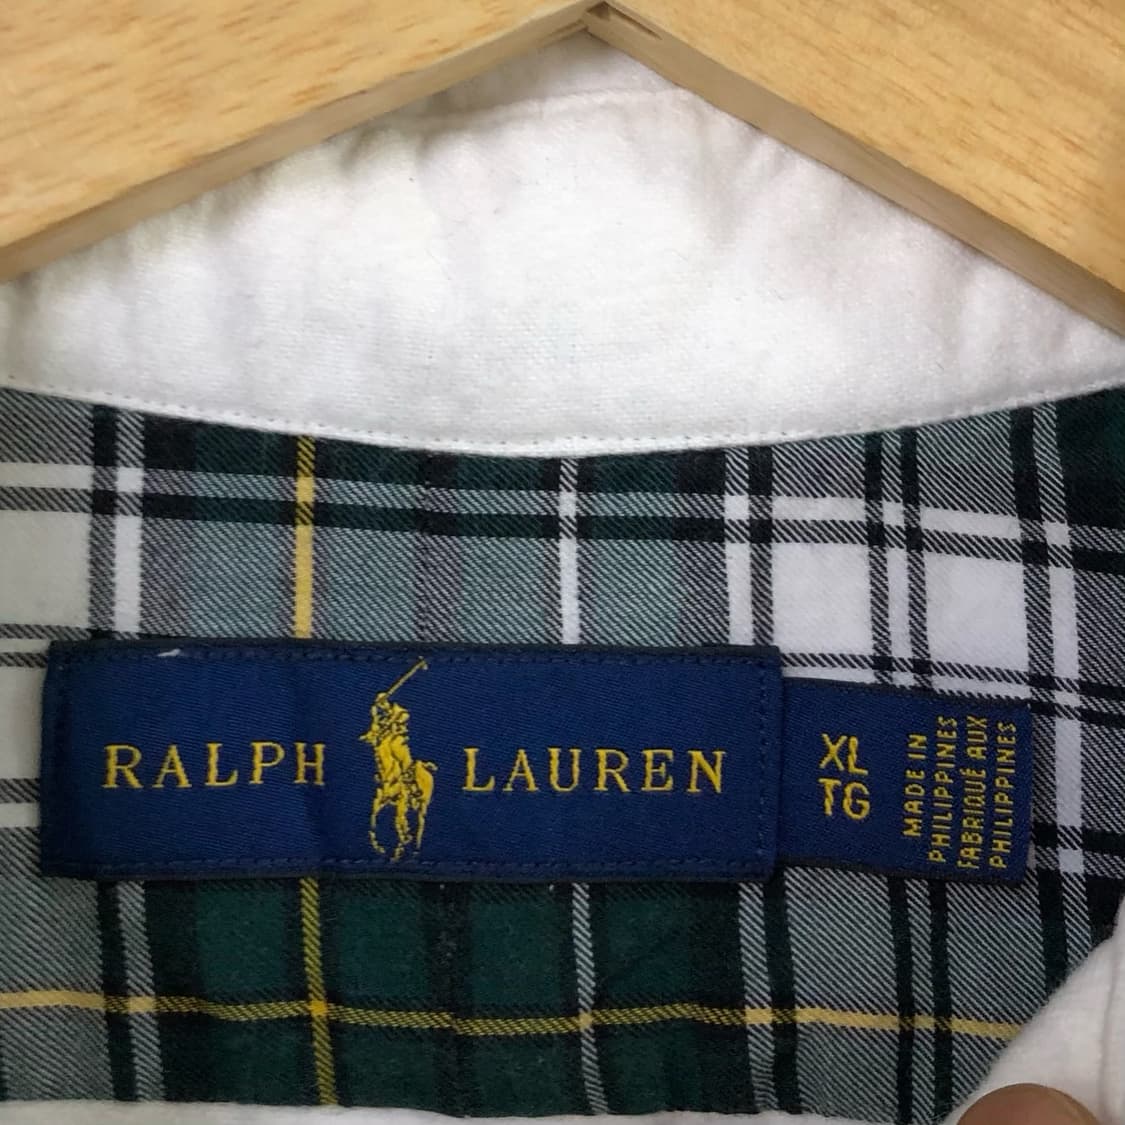 RALPH LAUREN
XL
TG
MADE IN
PHILIPPINES
FABRIQUÉ AUX
PHILIPPINES